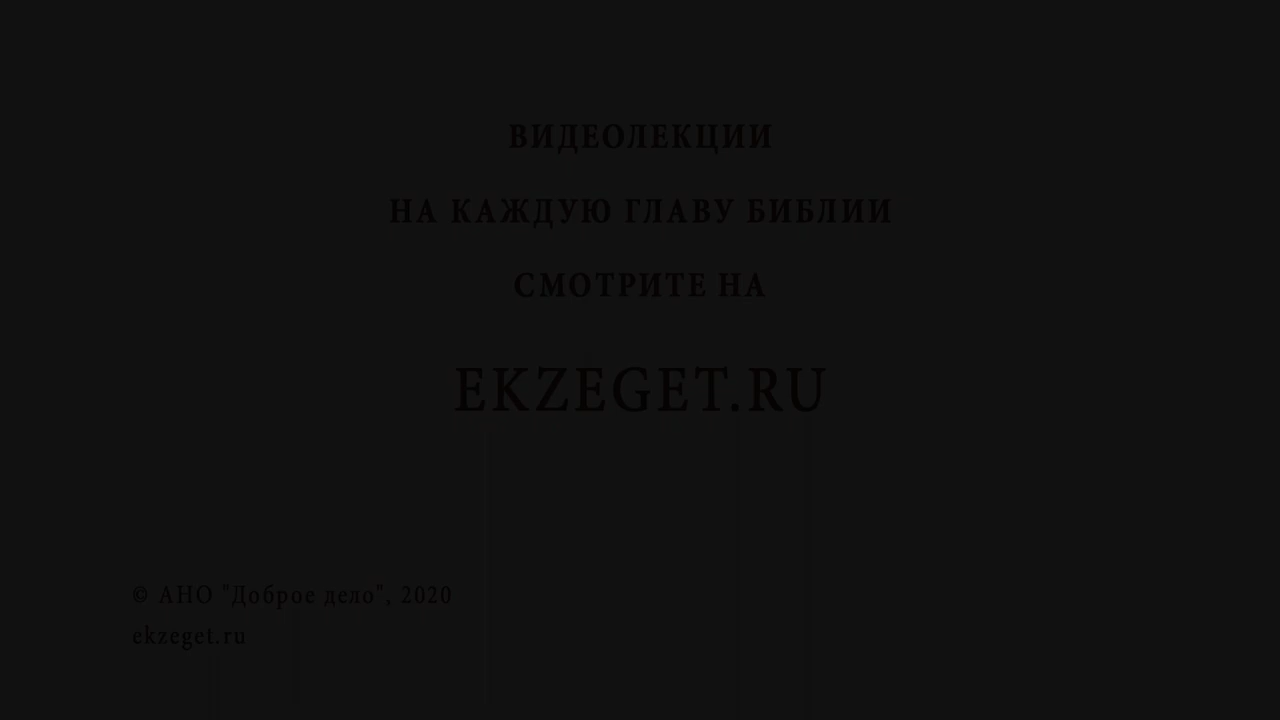 ВИДЕОЛЕКЦИИ
НА КАЖДУЮ ГЛАВУ БИБЛИИ
СМОТРИТЕ НА
EKZEGET.RU
© АНО "Доброе дело", 2020
ekzeget.ru